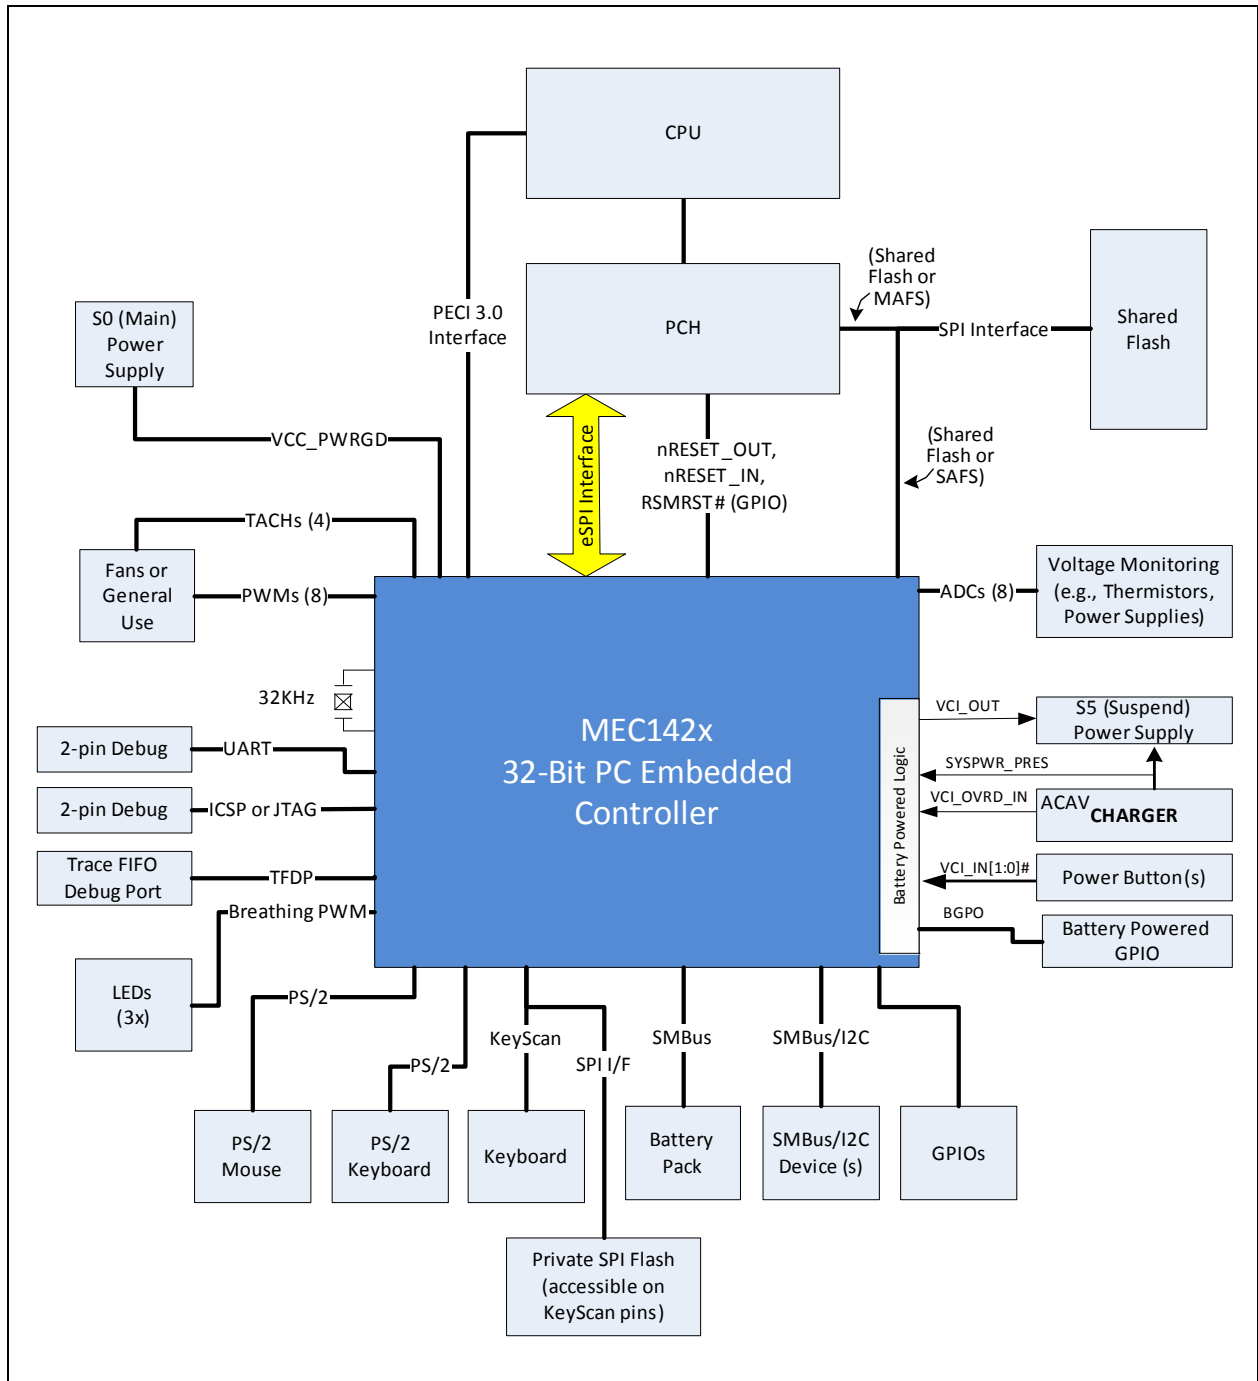 CPU
(Shared
Flash or
MAFS)
PECI 3.0
Interface
PCH
SPI Interface
Shared
Flash
S0 (Main)
Power
Supply
VCC_PWRGD
eSPI Interface
nRESET_OUT,
nRESET_IN,
RSMRST# (GPIO)
(Shared
Flash or
SAFS)
TACHs (4)
Fans or
General
Use
PWMs (8)
ADCs (8)
Voltage Monitoring
(e.g., Thermistors,
Power Supplies)
32KHz
MEC142x
32-Bit PC Embedded
Controller
Battery Powered Logic
VCI_OUT
S5 (Suspend)
Power Supply
SYSPWR_PRES
VCI_OVRD_IN
ACAV
CHARGER
VCI_IN[1:0]#
Power Button(s)
BGPO
Battery Powered
GPIO
2-pin Debug
UART
2-pin Debug
ICSP or JTAG
Trace FIFO
Debug Port
TFDP
Breathing PWM
LEDs
(3x)
PS/2
PS/2
KeyScan
SPI I/F
SMBus
SMBus/I2C
PS/2
Mouse
PS/2
Keyboard
Keyboard
Battery
Pack
SMBus/I2C
Device (s)
GPIOs
Private SPI Flash
(accessible on
KeyScan pins)